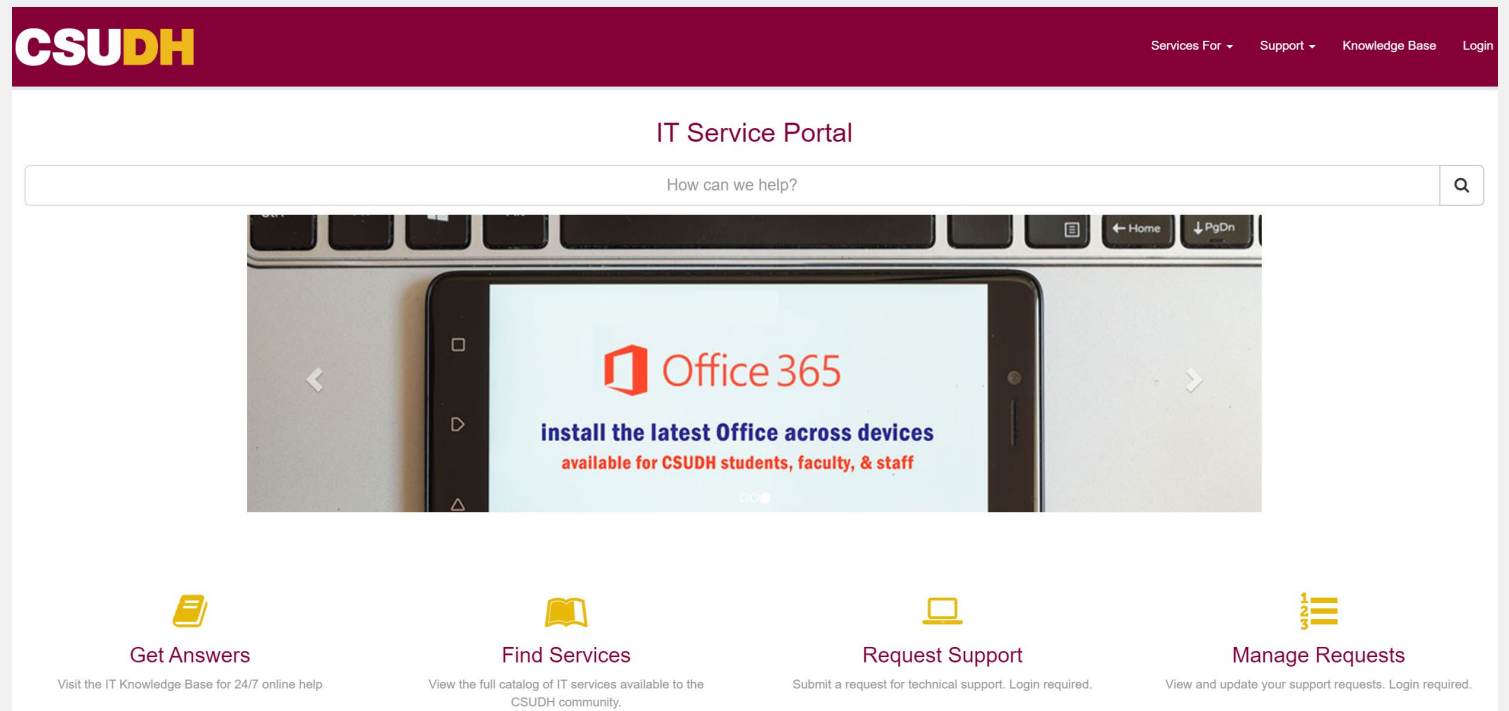 CSUDH
Services For
Support
Knowledge Base
Login
IT Service Portal
How can we help?
← Home
↓ PgDn
Office 365
install the latest Office across devices
available for CSUDH students, faculty, & staff
1
2
3
Get Answers
Find Services
Request Support
Manage Requests
Visit the IT Knowledge Base for 24/7 online help
View the full catalog of IT services available to the
CSUDH community.
Submit a request for technical support. Login required.
View and update your support requests. Login required.